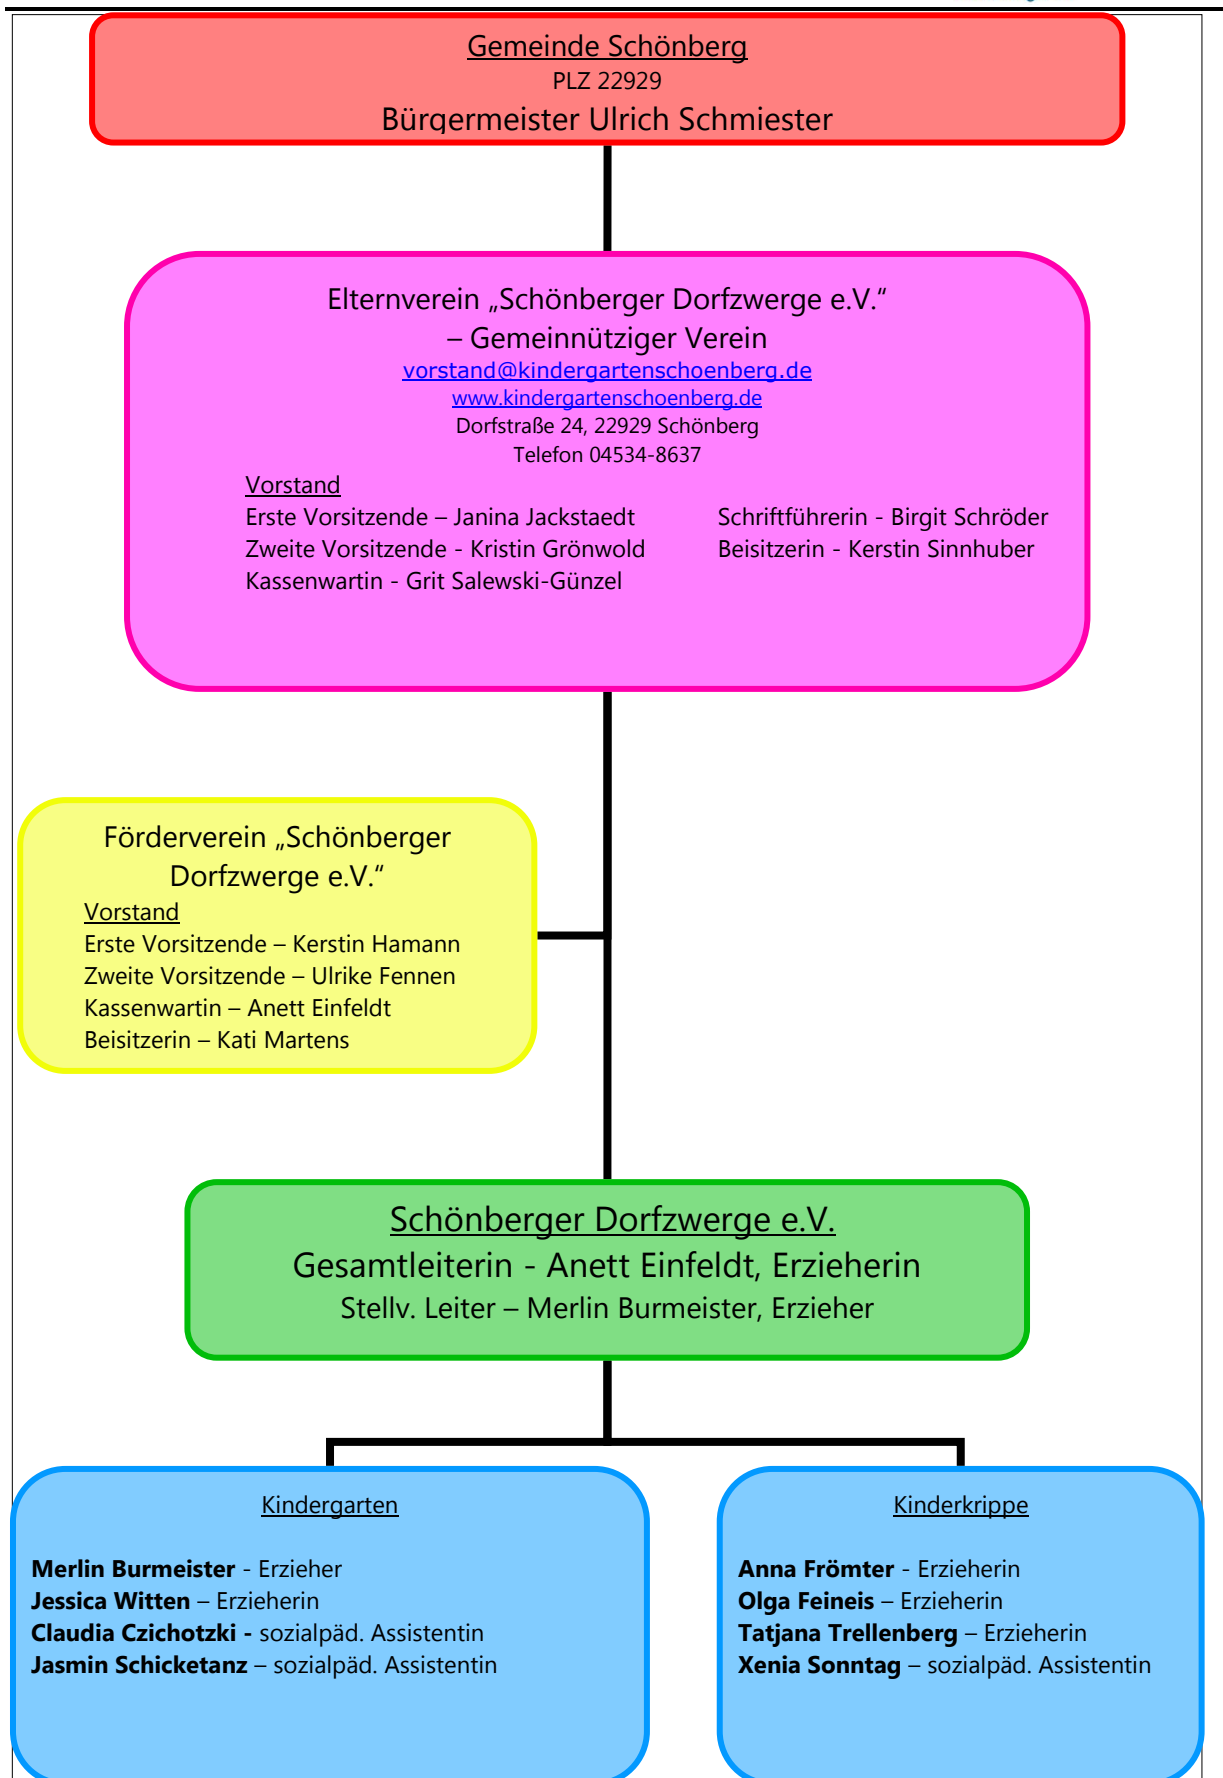 Gemeinde Schönberg
PLZ 22929
Bürgermeister Ulrich Schmiester
Elternverein „Schönberger Dorfzwerge e.V.“
– Gemeinnütziger Verein
vorstand@kindergartenschoenberg.de
www.kindergartenschoenberg.de
Dorfstraße 24, 22929 Schönberg
Telefon 04534-8637
Vorstand
Erste Vorsitzende – Janina Jackstaedt
Zweite Vorsitzende - Kristin Grönwold
Kassenwartin - Grit Salewski-Günzel
Schriftführerin - Birgit Schröder
Beisitzerin - Kerstin Sinnhuber
Förderverein „Schönberger
Dorfzwerge e.V.“
Vorstand
Erste Vorsitzende – Kerstin Hamann
Zweite Vorsitzende – Ulrike Fennen
Kassenwartin – Anett Einfeldt
Beisitzerin – Kati Martens
Schönberger Dorfzwerge e.V.
Gesamtleiterin - Anett Einfeldt, Erzieherin
Stellv. Leiter – Merlin Burmeister, Erzieher
Kindergarten
Merlin Burmeister - Erzieher
Jessica Witten – Erzieherin
Claudia Czichotzki - sozialpäd. Assistentin
Jasmin Schicketanz – sozialpäd. Assistentin
Kinderkrippe
Anna Frömter - Erzieherin
Olga Feineis – Erzieherin
Tatjana Trellenberg – Erzieherin
Xenia Sonntag – sozialpäd. Assistentin